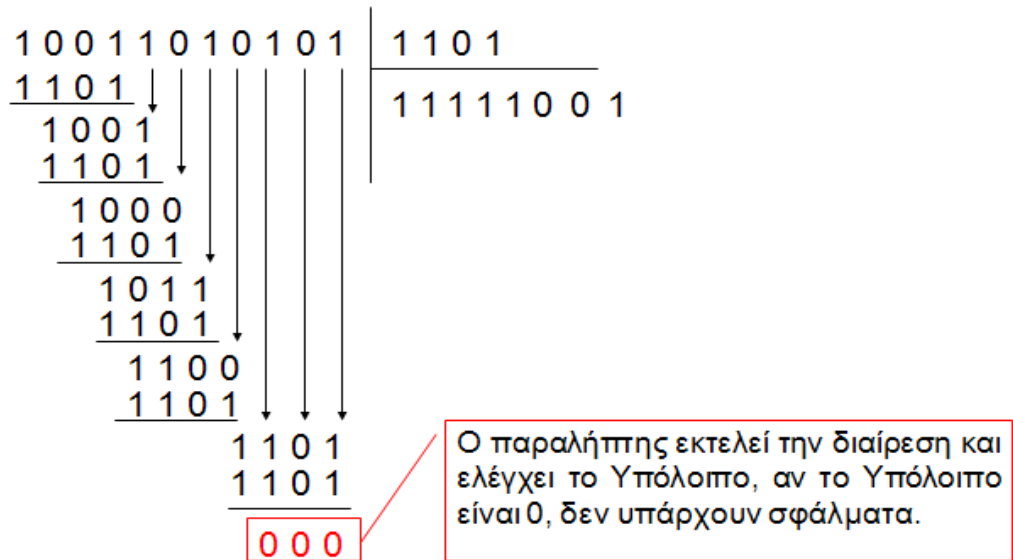 1 0 0 1 1 0 1 0 1 0 1 1 1 0 1
1 1 0 1 1 1 1 1 1 0 0 1
1 0 0 1
1 1 0 1
1 0 0 0
1 1 0 1
1 0 1 1
1 1 0 1
1 1 0 0
1 1 0 1
1 1 0 1
1 1 0 1
0 0 0
Ο παραλήπτης εκτελεί την διαίρεση και
ελέγχει το Υπόλοιπο, αν το Υπόλοιπο
είναι 0, δεν υπάρχουν σφάλματα.